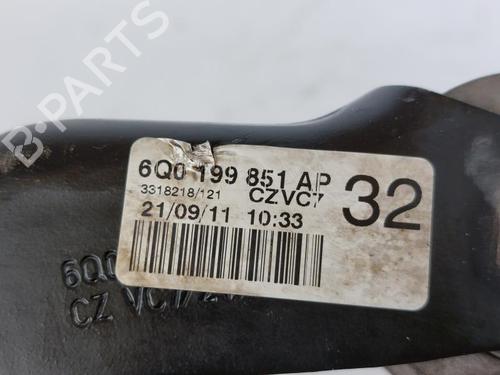 6Q0 199 851 AP
3318218/121 CZVC7
21/09/11 10:33
32
6Q0
CZ VC7
B-PARTS